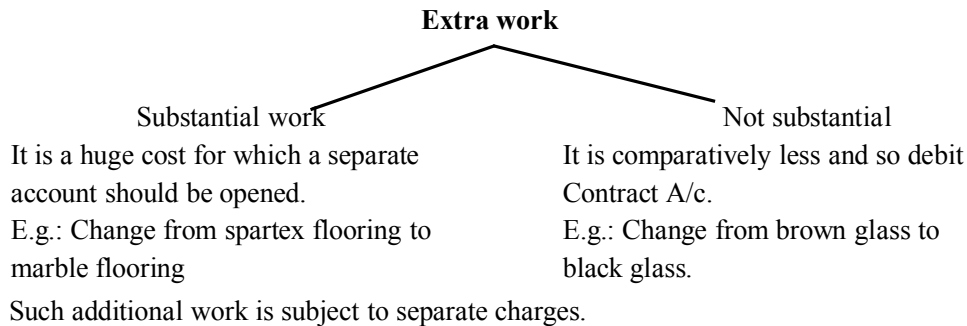 Extra work
Substantial work
It is a huge cost for which a separate
account should be opened.
E.g.: Change from spartex flooring to
marble flooring
Not substantial
It is comparatively less and so debit
Contract A/c.
E.g.: Change from brown glass to
black glass.
Such additional work is subject to separate charges.